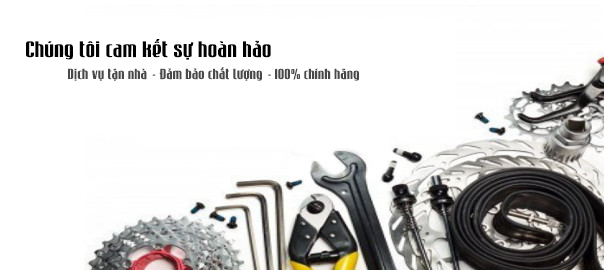 Chúng tôi cam kết sự hoàn hảo
Dịch vụ tận nhà - Đảm bảo chất lượng - 100% chính hãng